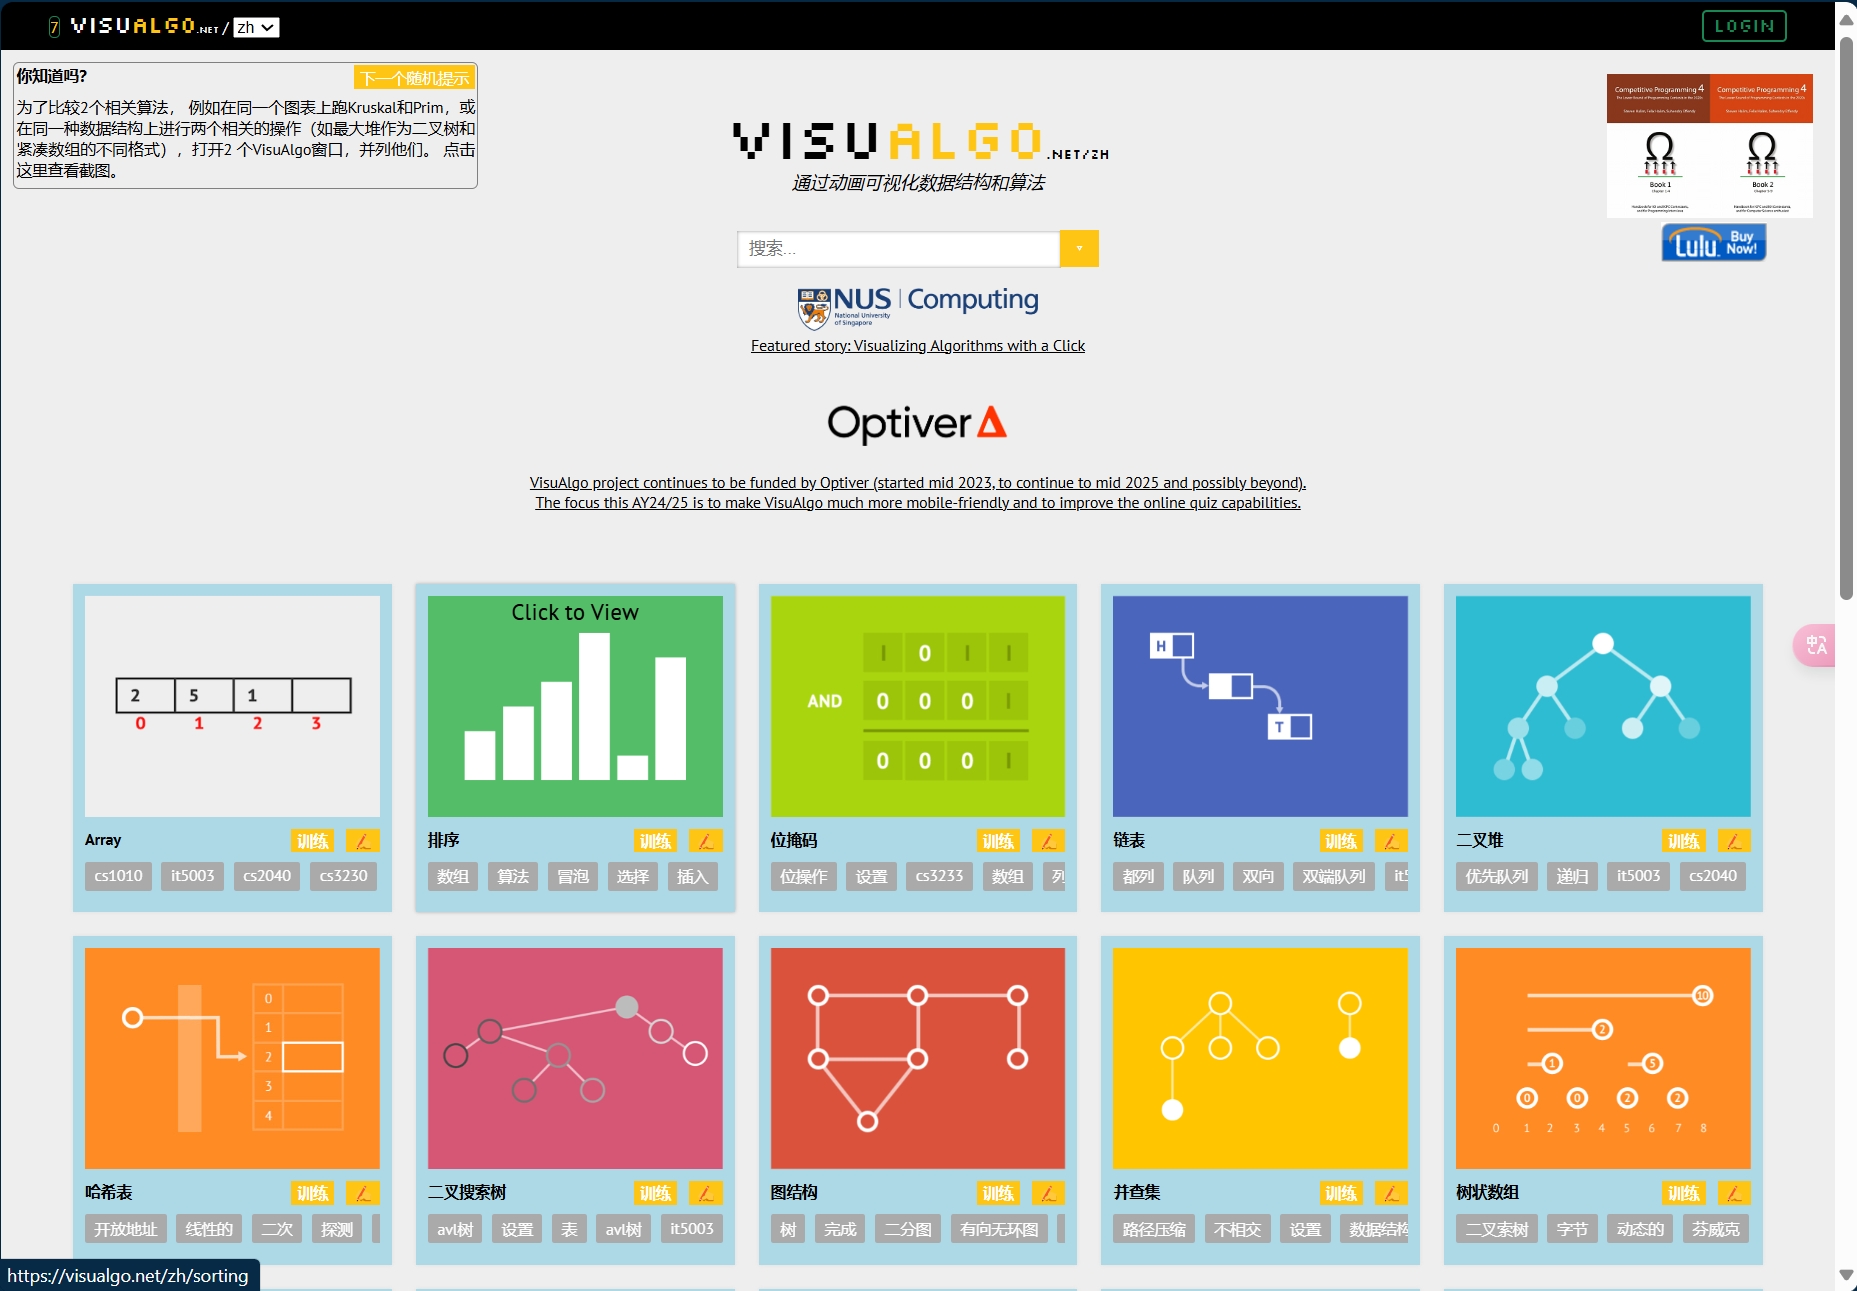 7 VISUALGO.NET / zh
LOGIN
你知道吗?
下一个随机提示
为了比较2个相关算法， 例如在同一个图表上跑Kruskal和Prim，或
在同一种数据结构上进行两个相关的操作（如最大堆作为二叉树和
紧凑数组的不同格式），打开2 个VisuAlgo窗口，并列他们。 点击
这里查看截图。
VISUALGO.NET/ZH
通过动画可视化数据结构和算法
搜索...
Competitive Programming 4
Competitive Programming 4
Book 1
Book 2
Lulu Buy Now!
NUS Computing
National University
of Singapore
Featured story: Visualizing Algorithms with a Click
Optiver
VisuAlgo project continues to be funded by Optiver (started mid 2023, to continue to mid 2025 and possibly beyond).
The focus this AY24/25 is to make VisuAlgo much more mobile-friendly and to improve the online quiz capabilities.
2 5 1
0 1 2 3
Array 训练
cs1010 it5003 cs2040 cs3230
Click to View
排序 训练
数组 算法 冒泡 选择 插入
1 0 1 1
AND 0 0 0 1
0 0 0 1
位掩码 训练
位操作 设置 cs3233 数组 列
H
T
链表 训练
都列 队列 双向 双端队列 it5
二叉堆 训练
优先队列 递归 it5003 cs2040
0
1
2
3
4
哈希表 训练
开放地址 线性的 二次 探测
二叉搜索树 训练
avl树 设置 表 avl树 it5003
图结构 训练
树 完成 二分图 有向无环图
并查集 训练
路径压缩 不相交 设置 数据结构
10
2
1 5
0 0 2 2
0 1 2 3 4 5 6 7 8
树状数组 训练
二叉索树 字节 动态的 芬威克
中A
https://visualgo.net/zh/sorting